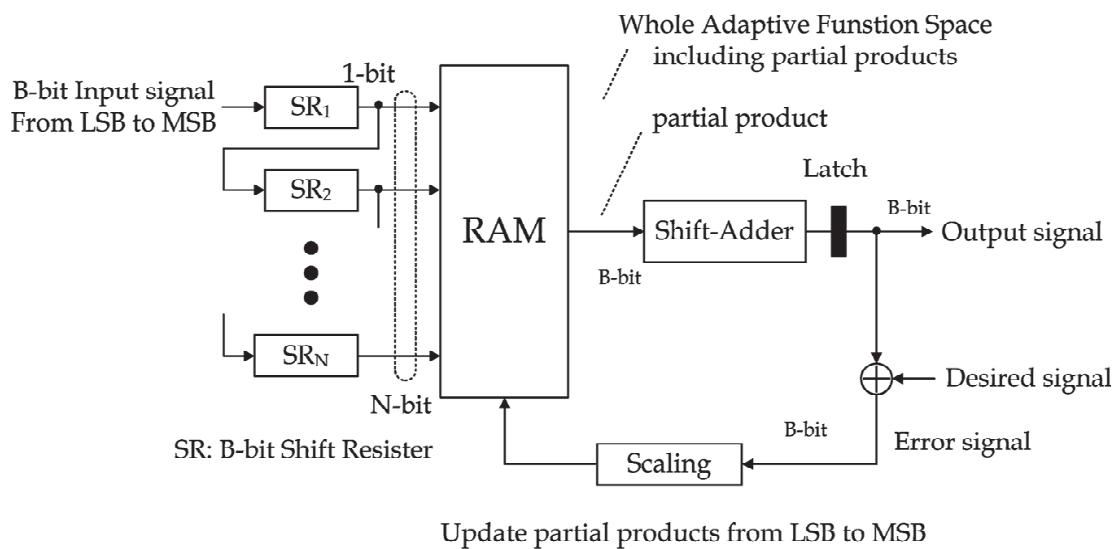 Whole Adaptive Funstion Space
including partial products
1-bit
B-bit Input signal
From LSB to MSB
SR1
partial product
SR2
Latch
RAM
Shift-Adder
B-bit
Output signal
B-bit
SRN
Desired signal
N-bit
B-bit
Error signal
SR: B-bit Shift Resister
Scaling
Update partial products from LSB to MSB